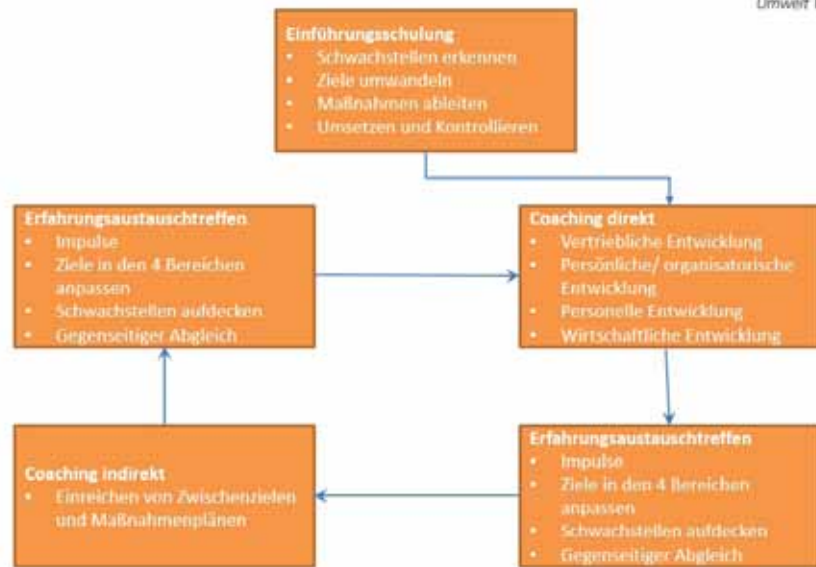 Umwelt
Einführungsschulung
• Schwachstellen erkennen
• Ziele umwandeln
• Maßnahmen ableiten
• Umsetzen und Kontrollieren
Erfahrungsaustauschtreffen
• Impulse
• Ziele in den 4 Bereichen
anpassen
• Schwachstellen aufdecken
• Gegenseitiger Abgleich
Coaching direkt
• Vertriebliche Entwicklung
• Persönliche/ organisatorische
Entwicklung
• Personelle Entwicklung
• Wirtschaftliche Entwicklung
Coaching indirekt
• Einreichen von Zwischenzielen
und Maßnahmenplänen
Erfahrungsaustauschtreffen
• Impulse
• Ziele in den 4 Bereichen
anpassen
• Schwachstellen aufdecken
• Gegenseitiger Abgleich